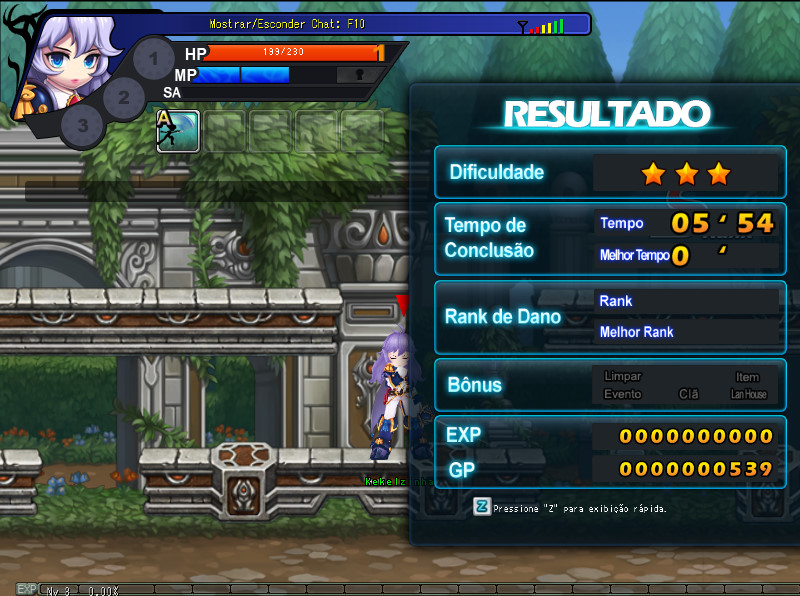 Mostrar/Esconder Chat: F10
HP 199/230 1
MP
SA
1
2
3
A
RESULTADO
Dificuldade
Tempo de Conclusão
Tempo 05 ' 54
Melhor Tempo 0 '
Rank de Dano
Rank
Melhor Rank
Bônus
Limpar Evento
Clã
Item Lan House
EXP 0000000000
GP 0000000539
Z Pressione "Z" para exibição rápida.
EXP Nv 3 0.00%